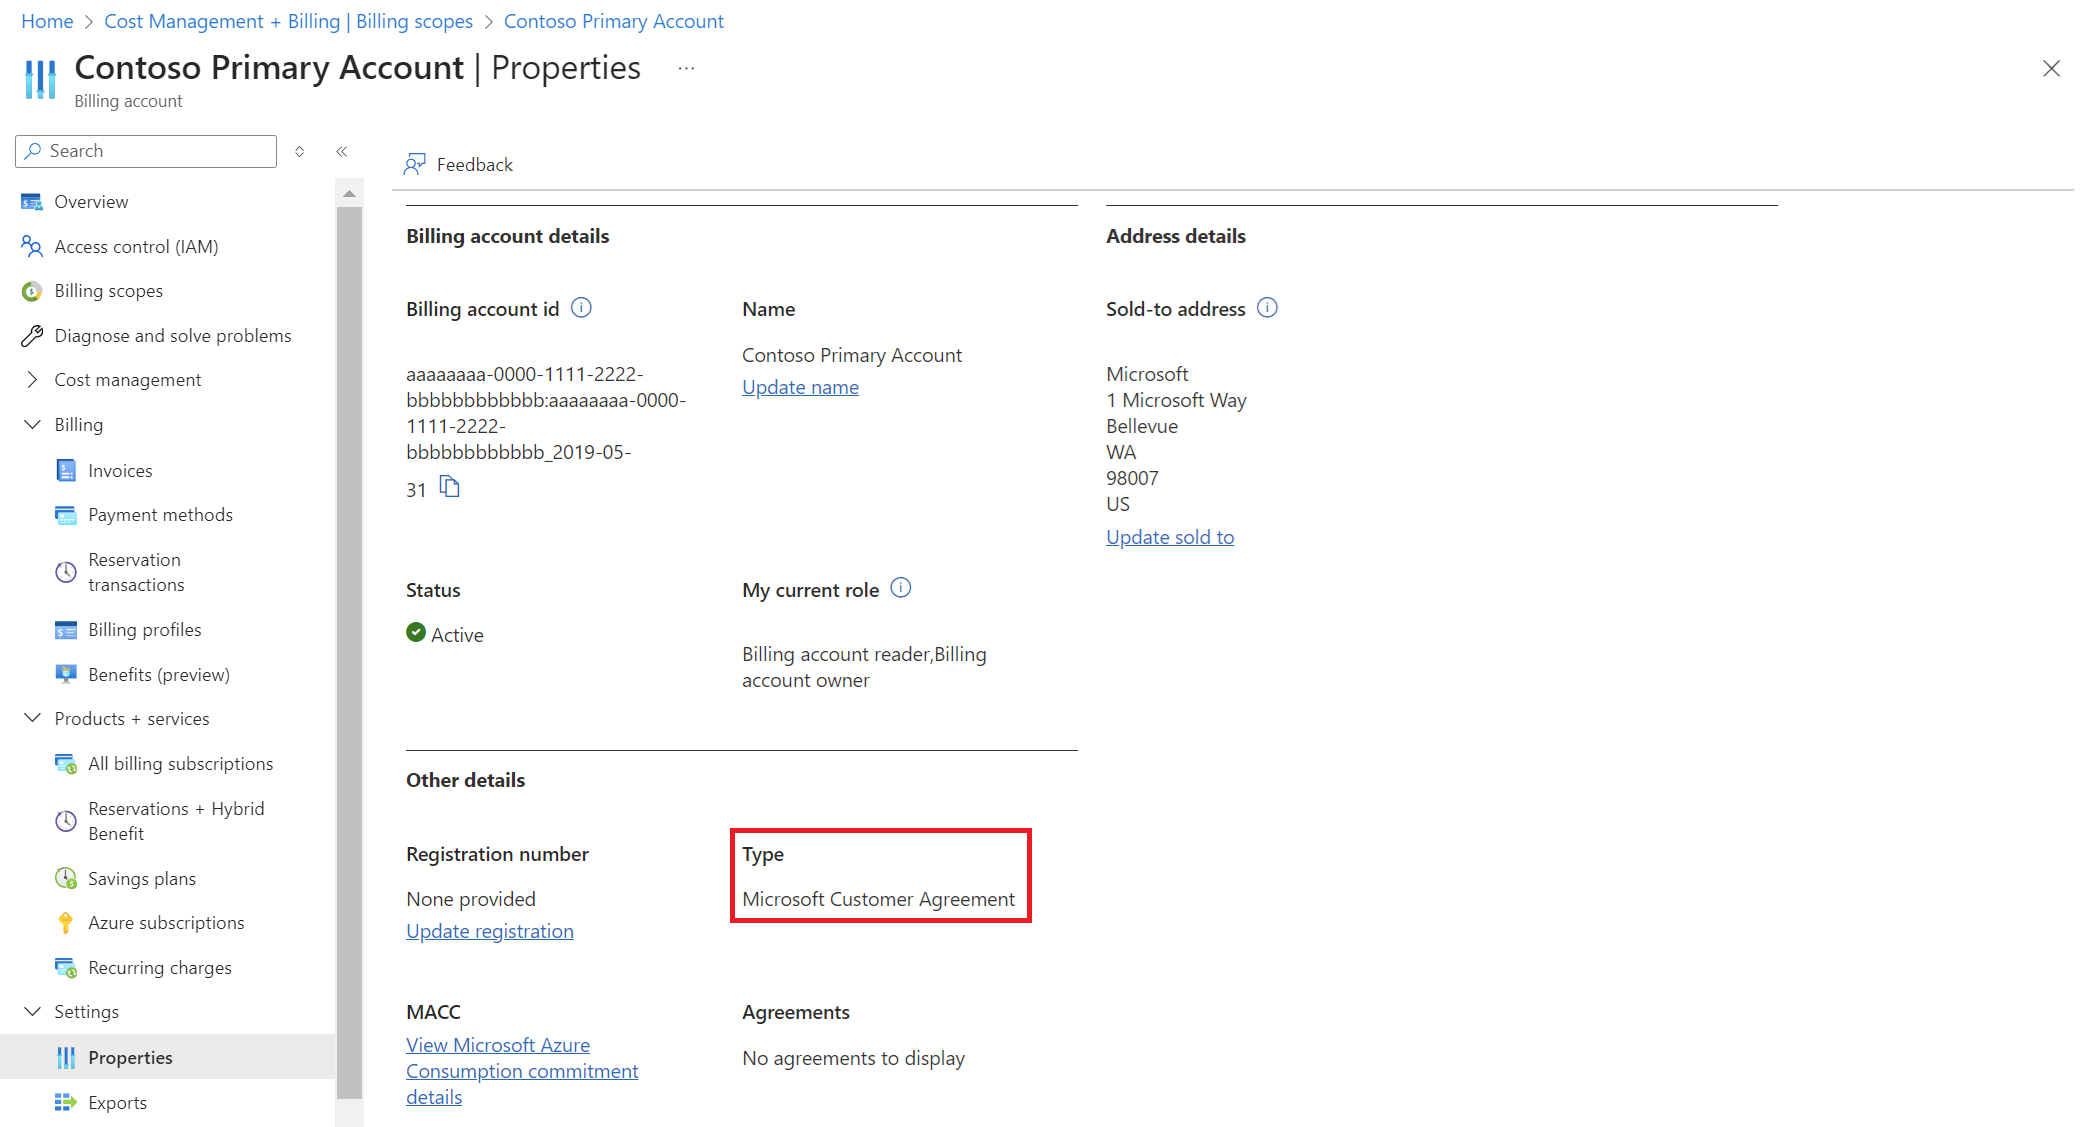 Home > Cost Management + Billing | Billing scopes > Contoso Primary Account
Contoso Primary Account | Properties ...
Billing account
Search
Overview
Access control (IAM)
Billing scopes
Diagnose and solve problems
Cost management
Billing
Invoices
Payment methods
Reservation
transactions
Billing profiles
Benefits (preview)
Products + services
All billing subscriptions
Reservations + Hybrid
Benefit
Savings plans
Azure subscriptions
Recurring charges
Settings
Properties
Exports
Feedback
Billing account details
Billing account id
aaaaaaaa-0000-1111-2222-
bbbbbbbbbbbb:aaaaaaaa-0000-
1111-2222-
bbbbbbbbbbbb_2019-05-
31
Name
Contoso Primary Account
Update name
Status
Active
My current role
Billing account reader,Billing
account owner
Other details
Registration number
None provided
Update registration
Type
Microsoft Customer Agreement
MACC
View Microsoft Azure
Consumption commitment
details
Agreements
No agreements to display
Address details
Sold-to address
Microsoft
1 Microsoft Way
Bellevue
WA
98007
US
Update sold to